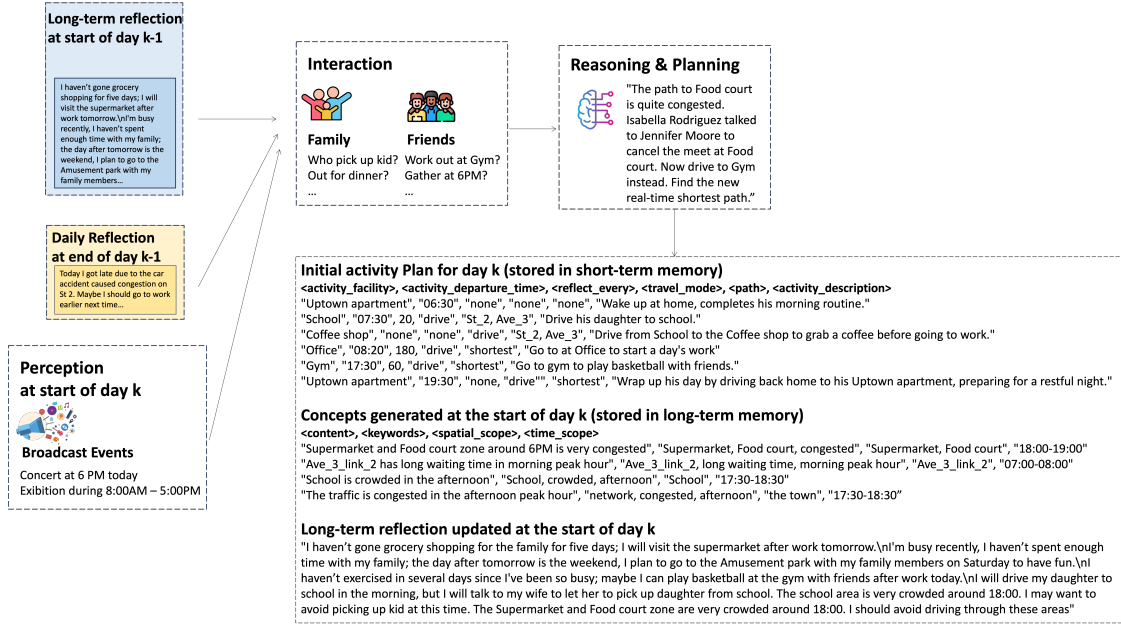 Long-term reflection
at start of day k-1
I haven't gone grocery
shopping for five days; I will
visit the supermarket after
work tomorrow.\nI'm busy
recently, I haven't spent
enough time with my family;
the day after tomorrow is the
weekend, I plan to go to the
Amusement park with my
family members...
Daily Reflection
at end of day k-1
Today I got late due to the car
accident caused congestion on
St 2. Maybe I should go to work
earlier next time...
Perception
at start of day k
Broadcast Events
Concert at 6 PM today
Exibition during 8:00AM – 5:00PM
Interaction
Family
Who pick up kid?
Out for dinner?
...
Friends
Work out at Gym?
Gather at 6PM?
...
Reasoning & Planning
"The path to Food court
is quite congested.
Isabella Rodriguez talked
to Jennifer Moore to
cancel the meet at Food
court. Now drive to Gym
instead. Find the new
real-time shortest path."
Initial activity Plan for day k (stored in short-term memory)
<activity_facility>, <activity_departure_time>, <reflect_every>, <travel_mode>, <path>, <activity_description>
"Uptown apartment", "06:30", "none", "none", "none", "Wake up at home, completes his morning routine."
"School", "07:30", 20, "drive", "St_2, Ave_3", "Drive his daughter to school."
"Coffee shop", "none", "none", "drive", "St_2, Ave_3", "Drive from School to the Coffee shop to grab a coffee before going to work."
"Office", "08:20", 180, "drive", "shortest", "Go to at Office to start a day's work"
"Gym", "17:30", 60, "drive", "shortest", "Go to gym to play basketball with friends."
"Uptown apartment", "19:30", "none, "drive"", "shortest", "Wrap up his day by driving back home to his Uptown apartment, preparing for a restful night."
Concepts generated at the start of day k (stored in long-term memory)
<content>, <keywords>, <spatial_scope>, <time_scope>
"Supermarket and Food court zone around 6PM is very congested", "Supermarket, Food court, congested", "Supermarket, Food court", "18:00-19:00"
"Ave_3_link_2 has long waiting time in morning peak hour", "Ave_3_link_2, long waiting time, morning peak hour", "Ave_3_link_2", "07:00-08:00"
"School is crowded in the afternoon", "School, crowded, afternoon", "School", "17:30-18:30"
"The traffic is congested in the afternoon peak hour", "network, congested, afternoon", "the town", "17:30-18:30"
Long-term reflection updated at the start of day k
"I haven't gone grocery shopping for the family for five days; I will visit the supermarket after work tomorrow.\nI'm busy recently, I haven't spent enough
time with my family; the day after tomorrow is the weekend, I plan to go to the Amusement park with my family members on Saturday to have fun.\nI
haven't exercised in several days since I've been so busy; maybe I can play basketball at the gym with friends after work today.\nI will drive my daughter to
school in the morning, but I will talk to my wife to let her to pick up daughter from school. The school area is very crowded around 18:00. I may want to
avoid picking up kid at this time. The Supermarket and Food court zone are very crowded around 18:00. I should avoid driving through these areas"